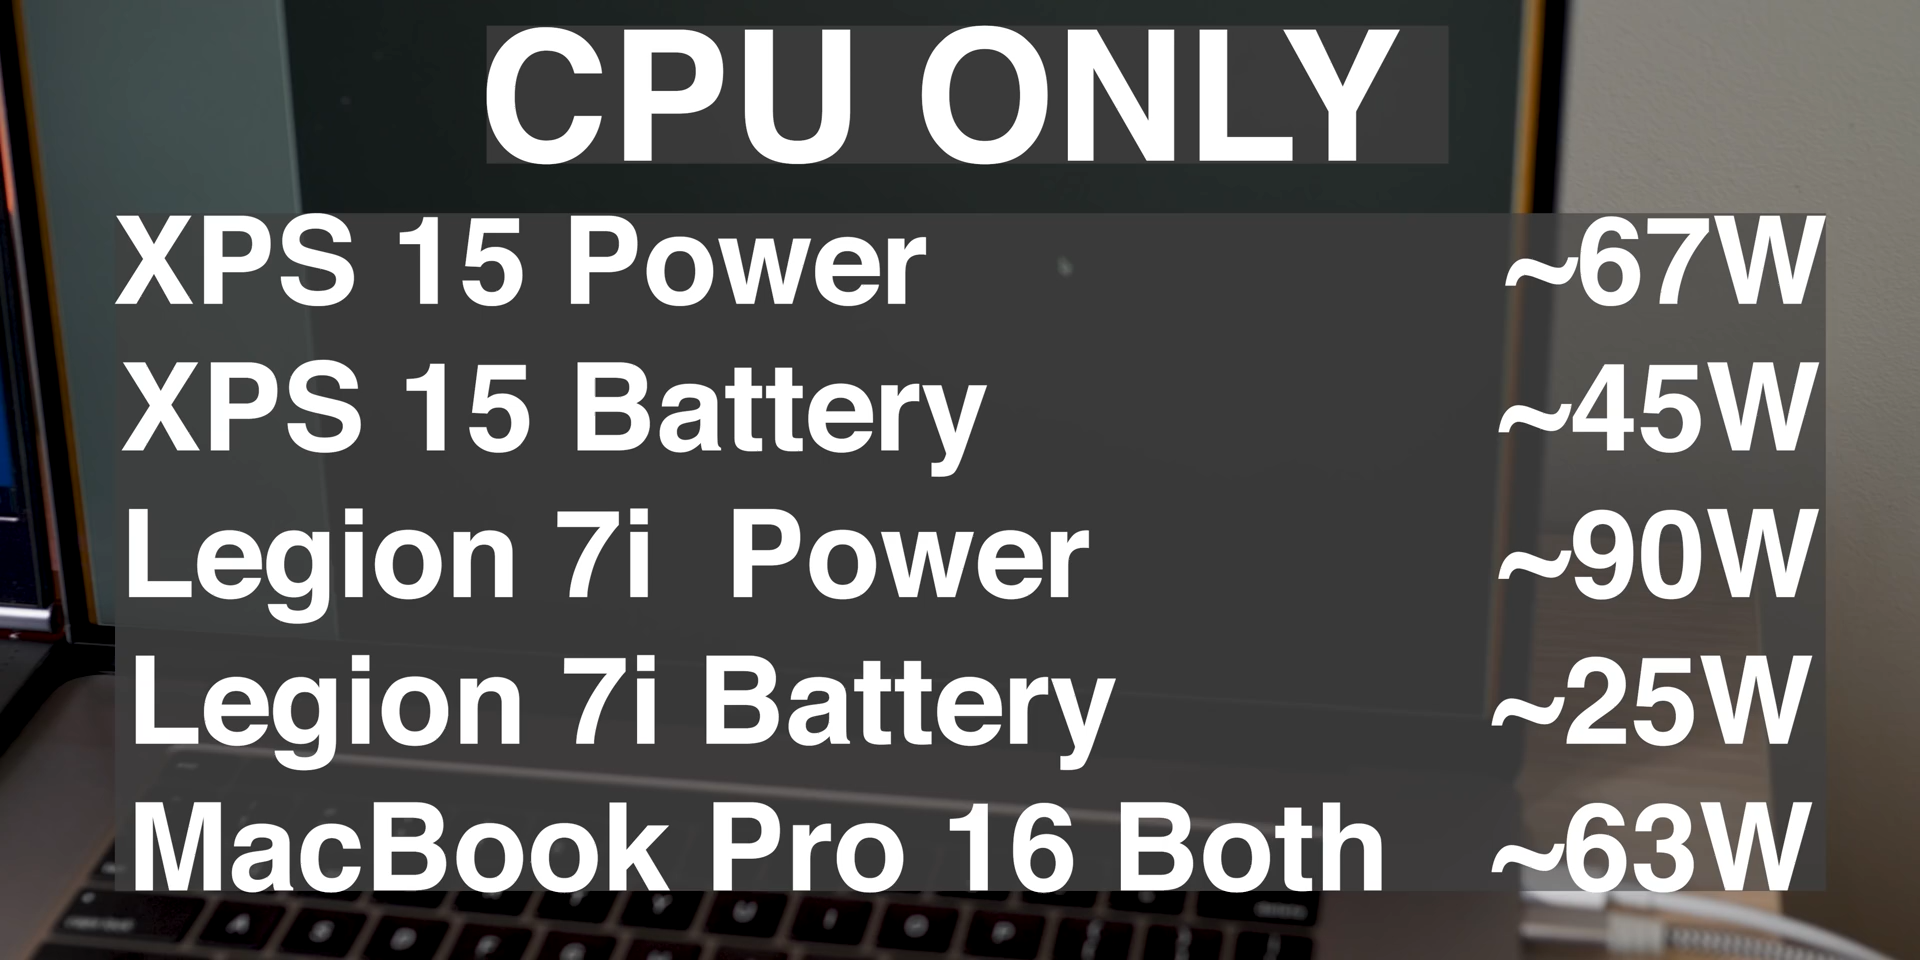 CPU ONLY
XPS 15 Power ~67W
XPS 15 Battery ~45W
Legion 7i Power ~90W
Legion 7i Battery ~25W
MacBook Pro 16 Both ~63W
A S D F
Y U I O P
delete